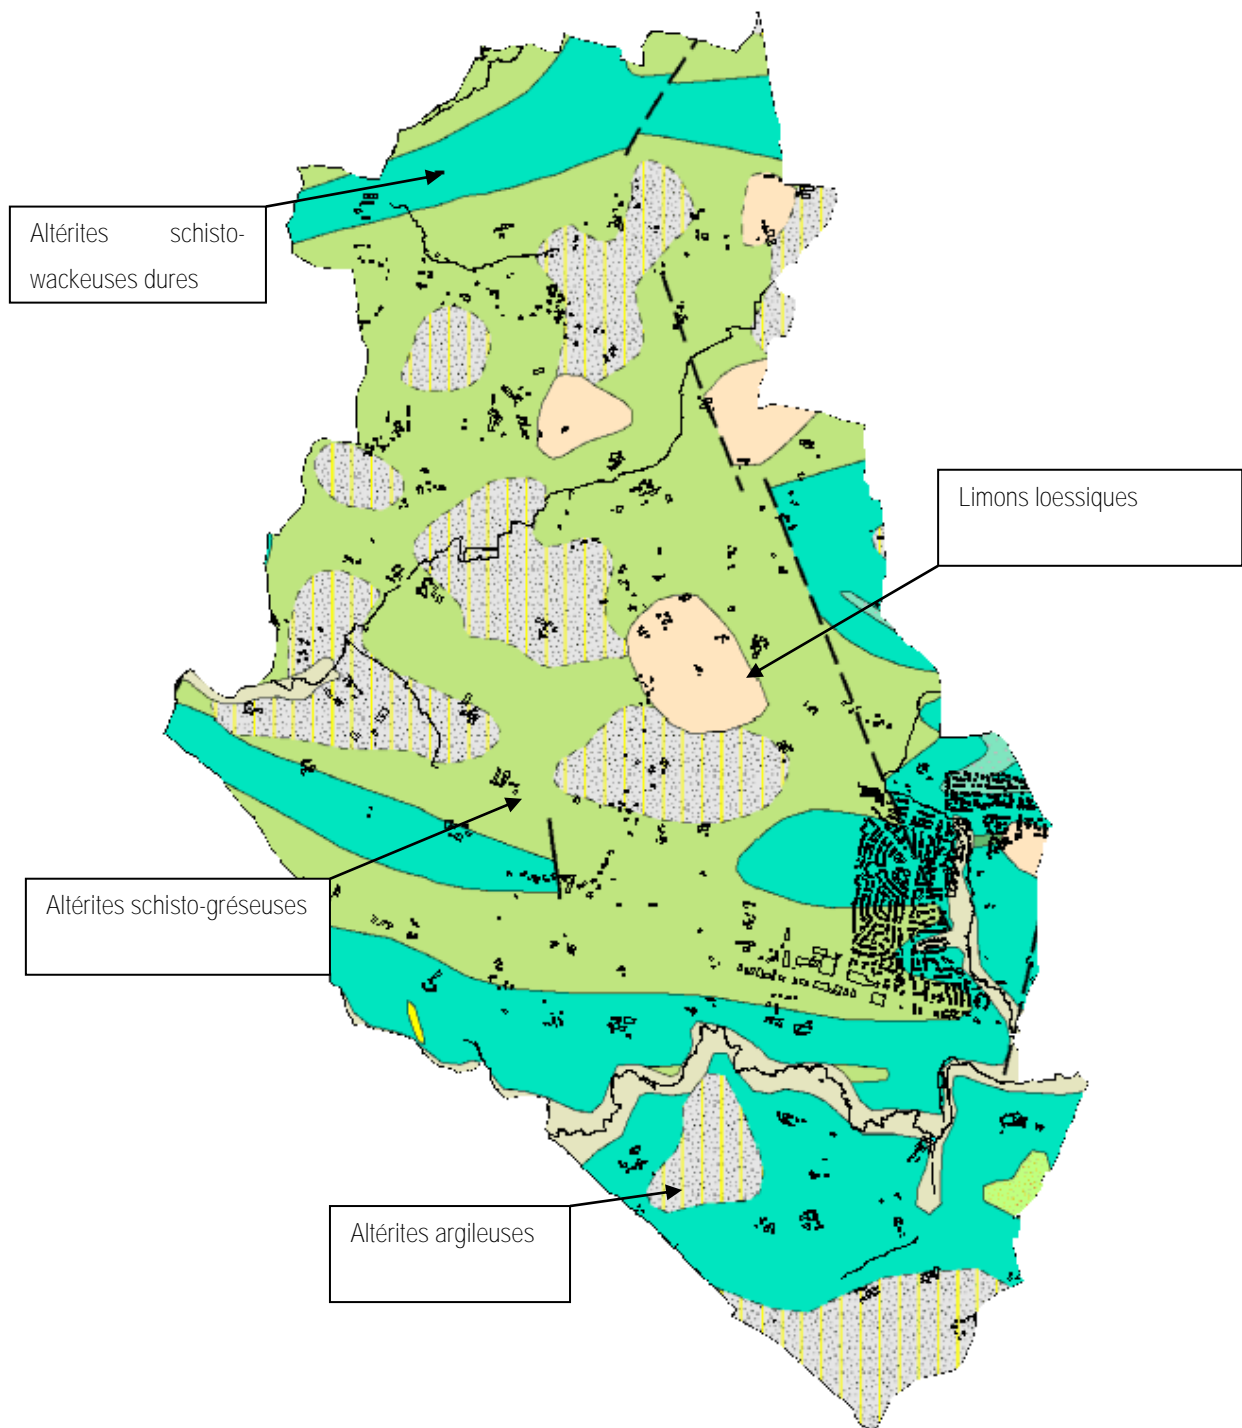 Altérites schisto-
wackeuses dures
Limons loessiques
Altérites schisto-gréseuses
Altérites argileuses